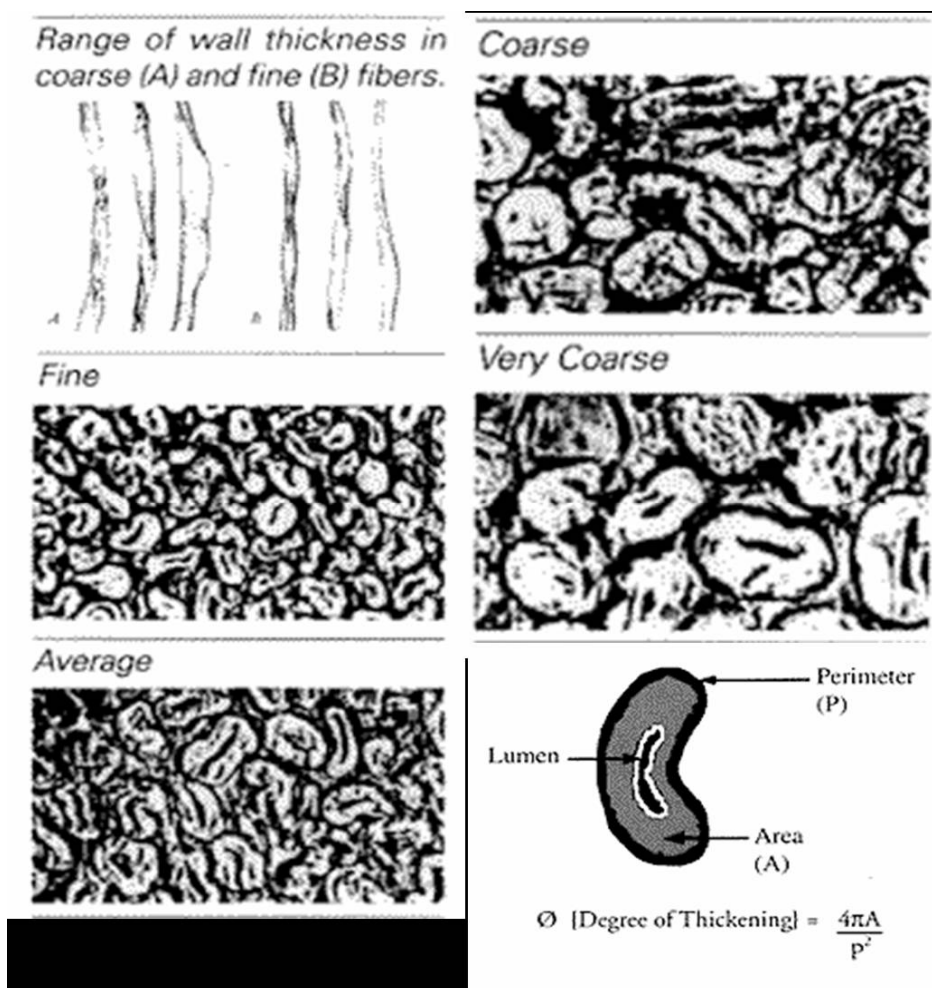 Range of wall thickness in
coarse (A) and fine (B) fibers.
A
B
Fine
Average
Coarse
Very Coarse
Perimeter
(P)
Lumen
Area
(A)
Ø {Degree of Thickening} = 4πA
p²